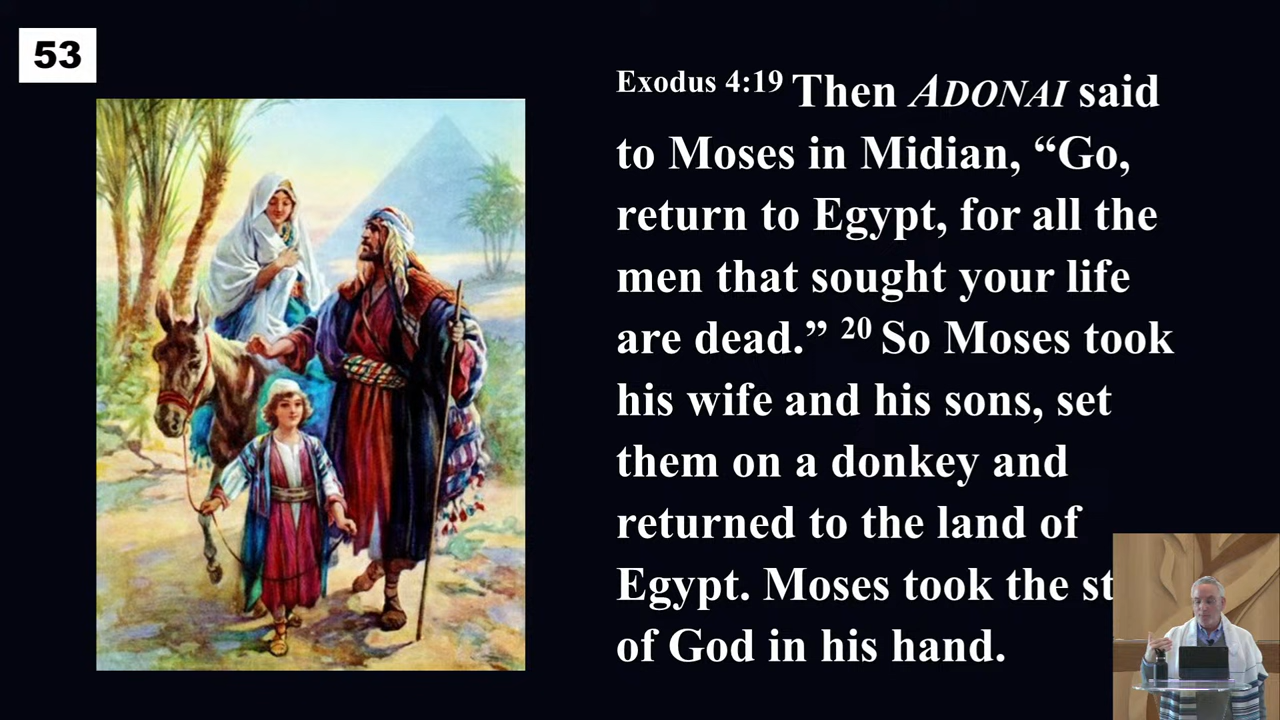 53
Exodus 4:19 Then ADONAI said
to Moses in Midian, “Go,
return to Egypt, for all the
men that sought your life
are dead.” 20 So Moses took
his wife and his sons, set
them on a donkey and
returned to the land of
Egypt. Moses took the
of God in his hand.